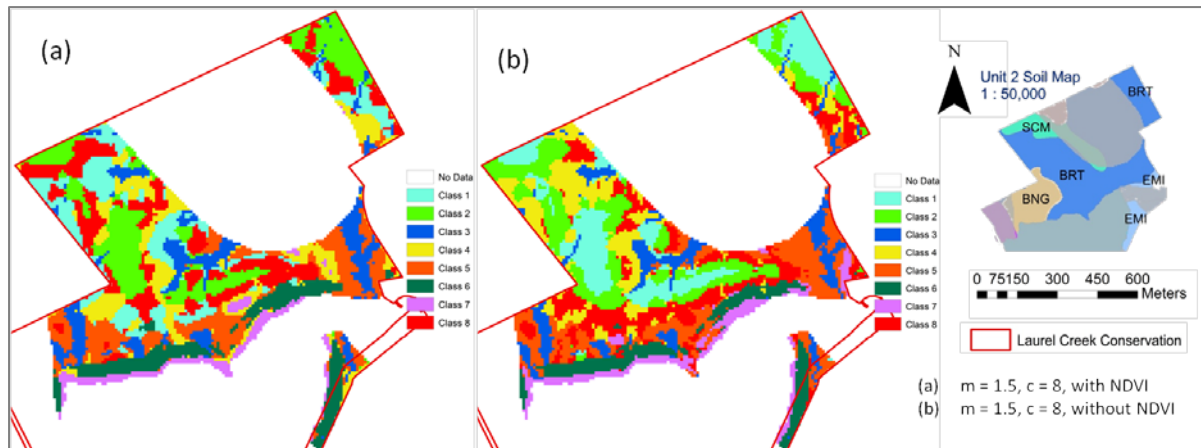 (a)
No Data
Class 1
Class 2
Class 3
Class 4
Class 5
Class 6
Class 7
Class 8
(b)
No Data
Class 1
Class 2
Class 3
Class 4
Class 5
Class 6
Class 7
Class 8
N
Unit 2 Soil Map
1 : 50,000
BRT
SCM
BRT
EMI
BNG
EMI
0 75150 300 450 600
Meters
Laurel Creek Conservation
(a) m = 1.5, c = 8, with NDVI
(b) m = 1.5, c = 8, without NDVI